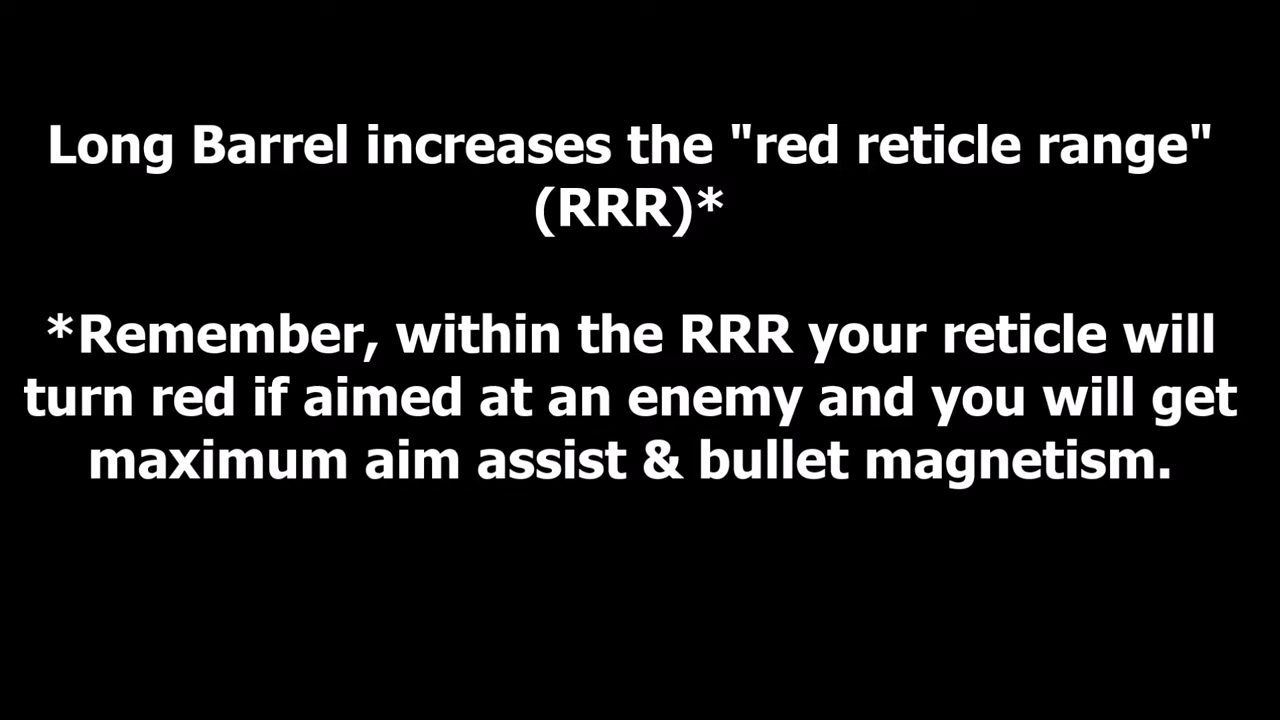 Long Barrel increases the "red reticle range"
(RRR)*
*Remember, within the RRR your reticle will
turn red if aimed at an enemy and you will get
maximum aim assist & bullet magnetism.